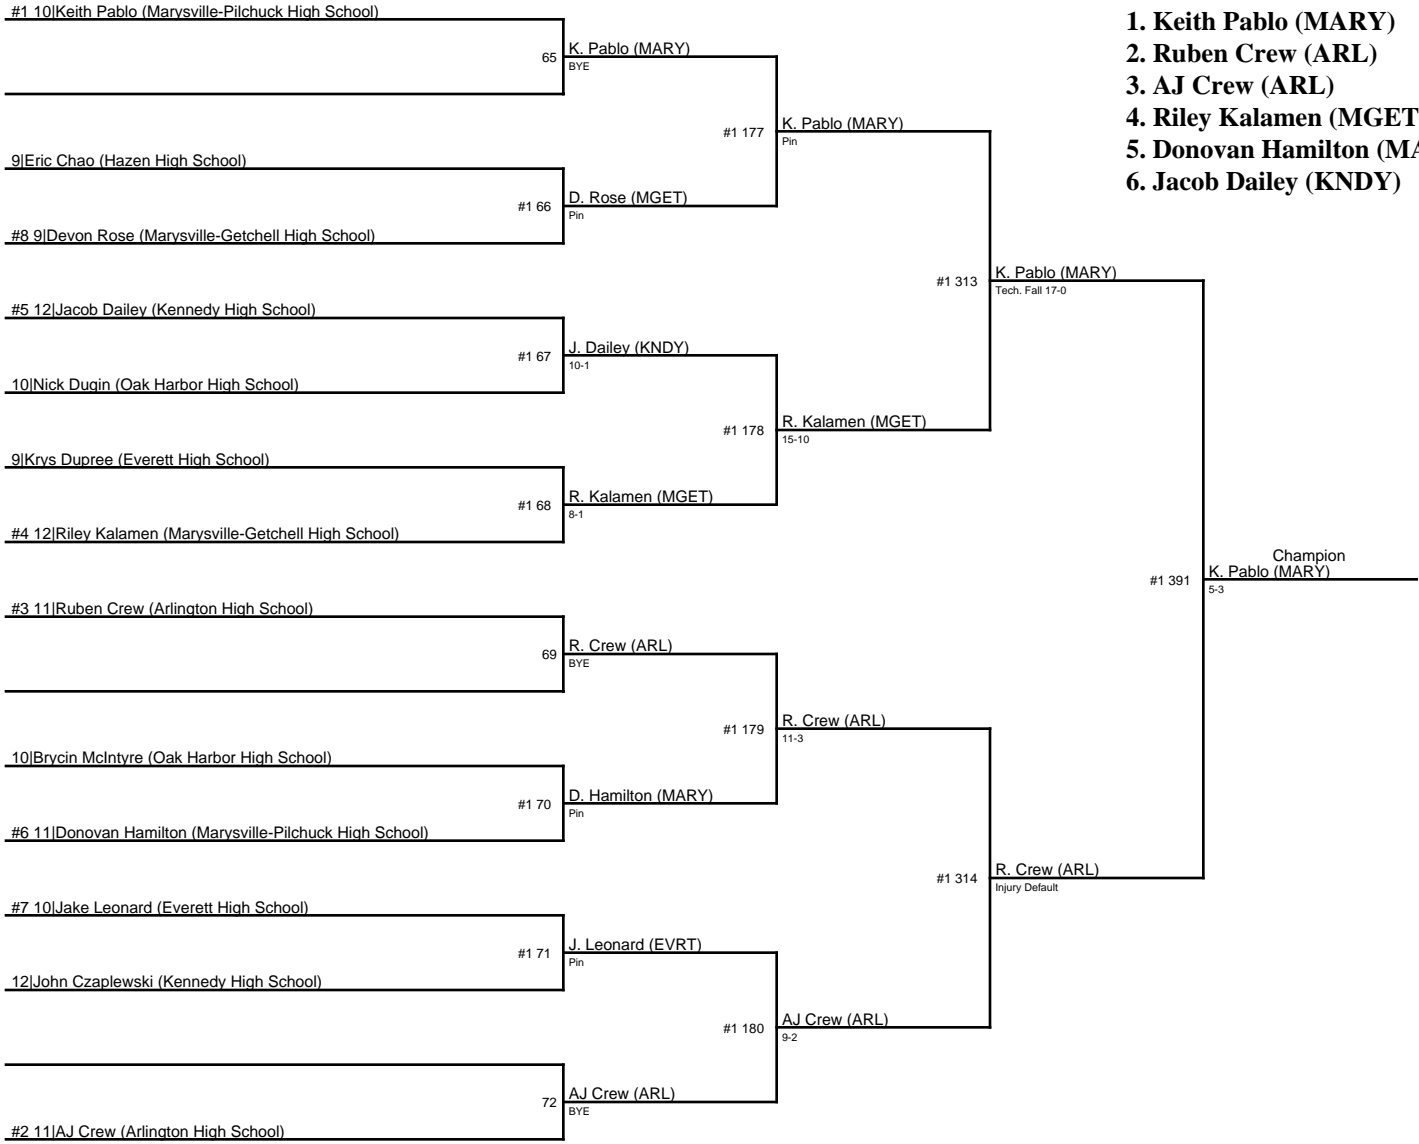 #1 10|Keith Pablo (Marysville-Pilchuck High School)
65
K. Pablo (MARY)
BYE
#1 177
K. Pablo (MARY)
Pin
9|Eric Chao (Hazen High School)
#1 66
D. Rose (MGET)
Pin
#8 9|Devon Rose (Marysville-Getchell High School)
#1 313
K. Pablo (MARY)
Tech. Fall 17-0
#5 12|Jacob Dailey (Kennedy High School)
#1 67
J. Dailey (KNDY)
10-1
10|Nick Dugin (Oak Harbor High School)
#1 178
R. Kalamen (MGET)
15-10
9|Krys Dupree (Everett High School)
#1 68
R. Kalamen (MGET)
8-1
#4 12|Riley Kalamen (Marysville-Getchell High School)
#1 391
Champion
K. Pablo (MARY)
5-3
#3 11|Ruben Crew (Arlington High School)
69
R. Crew (ARL)
BYE
#1 179
R. Crew (ARL)
11-3
10|Brycin McIntyre (Oak Harbor High School)
#1 70
D. Hamilton (MARY)
Pin
#6 11|Donovan Hamilton (Marysville-Pilchuck High School)
#1 314
R. Crew (ARL)
Injury Default
#7 10|Jake Leonard (Everett High School)
#1 71
J. Leonard (EVRT)
Pin
12|John Czaplewski (Kennedy High School)
#1 180
AJ Crew (ARL)
9-2
72
AJ Crew (ARL)
BYE
#2 11|AJ Crew (Arlington High School)
1. Keith Pablo (MARY)
2. Ruben Crew (ARL)
3. AJ Crew (ARL)
4. Riley Kalamen (MGET
5. Donovan Hamilton (MA
6. Jacob Dailey (KNDY)